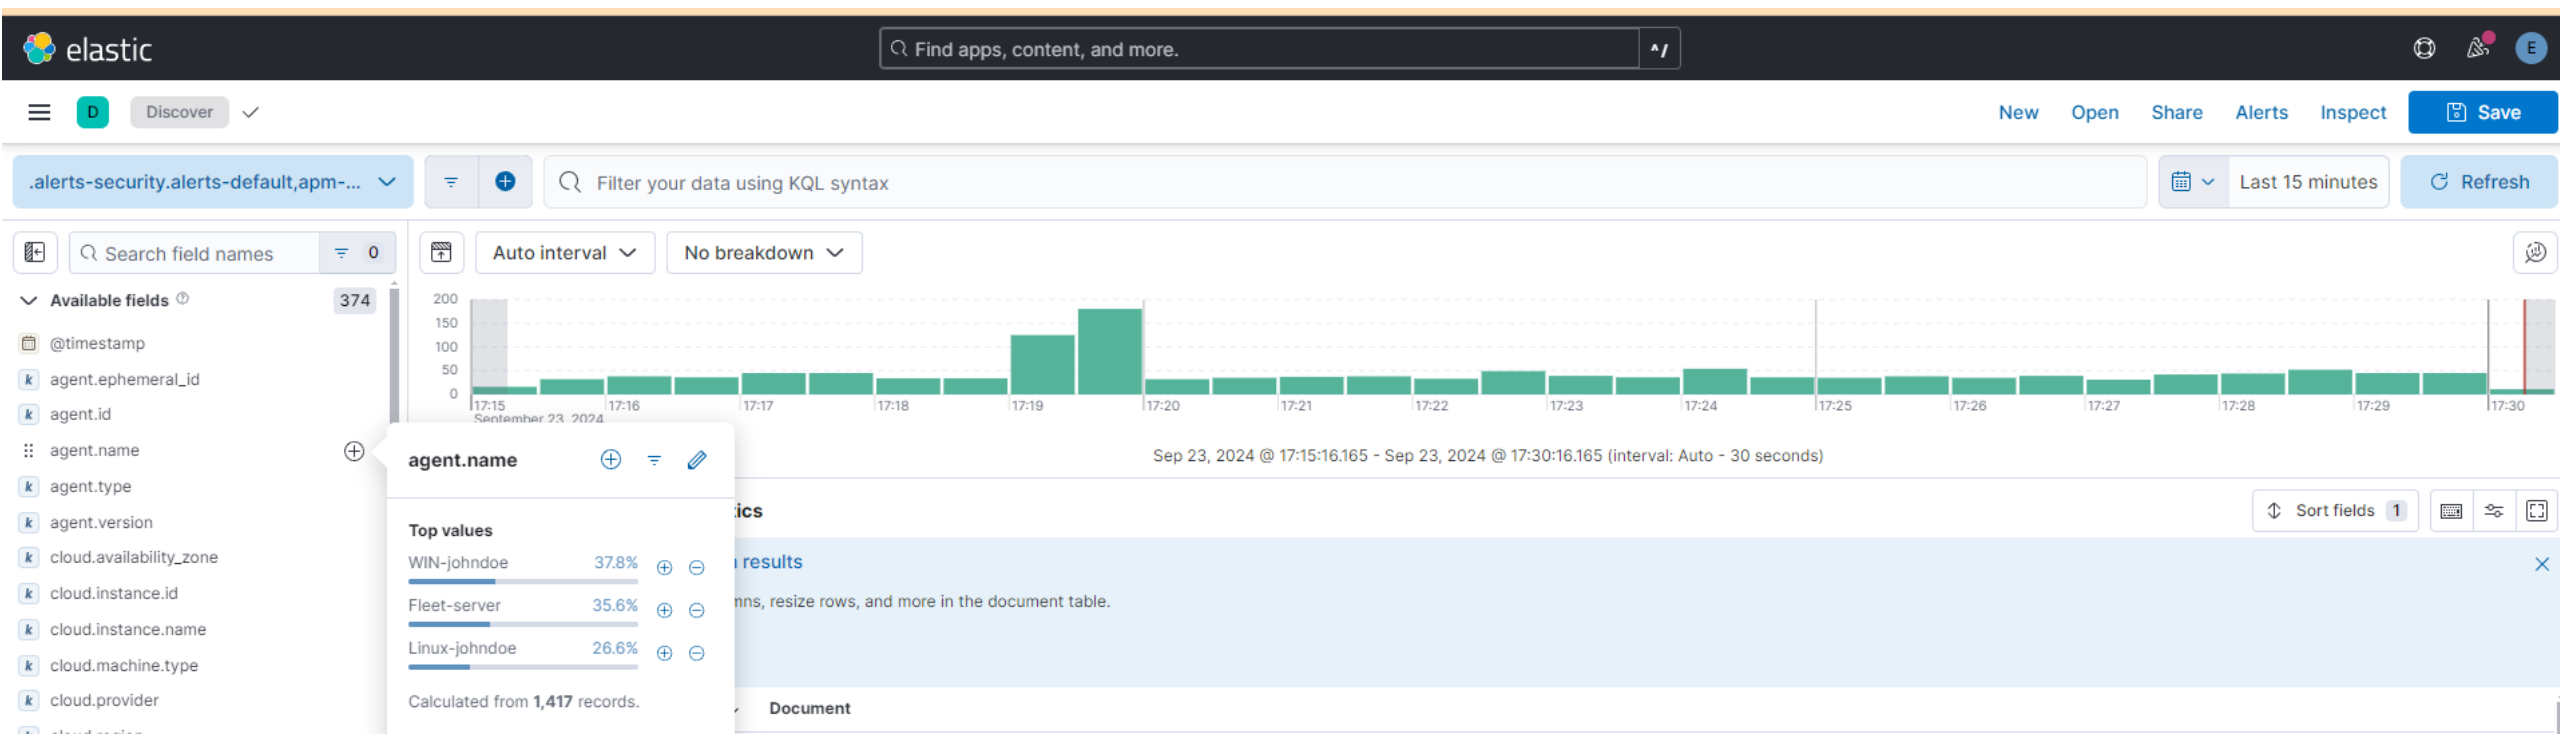 elastic
Find apps, content, and more.
^/
E
D
Discover
New
Open
Share
Alerts
Inspect
Save
.alerts-security.alerts-default,apm-...
Filter your data using KQL syntax
Last 15 minutes
Refresh
Search field names
0
Auto interval
No breakdown
Available fields
374
@timestamp
k agent.ephemeral_id
k agent.id
agent.name
k agent.type
k agent.version
k cloud.availability_zone
k cloud.instance.id
k cloud.instance.name
k cloud.machine.type
k cloud.provider
200
150
100
50
0
17:15
17:16
17:17
17:18
17:19
17:20
17:21
17:22
17:23
17:24
17:25
17:26
17:27
17:28
17:29
17:30
September 23, 2024
Sep 23, 2024 @ 17:15:16.165 - Sep 23, 2024 @ 17:30:16.165 (interval: Auto - 30 seconds)
agent.name
Top values
WIN-johndoe 37.8%
Fleet-server 35.6%
Linux-johndoe 26.6%
Calculated from 1,417 records.
tics
Sort fields 1
results
mns, resize rows, and more in the document table.
Document